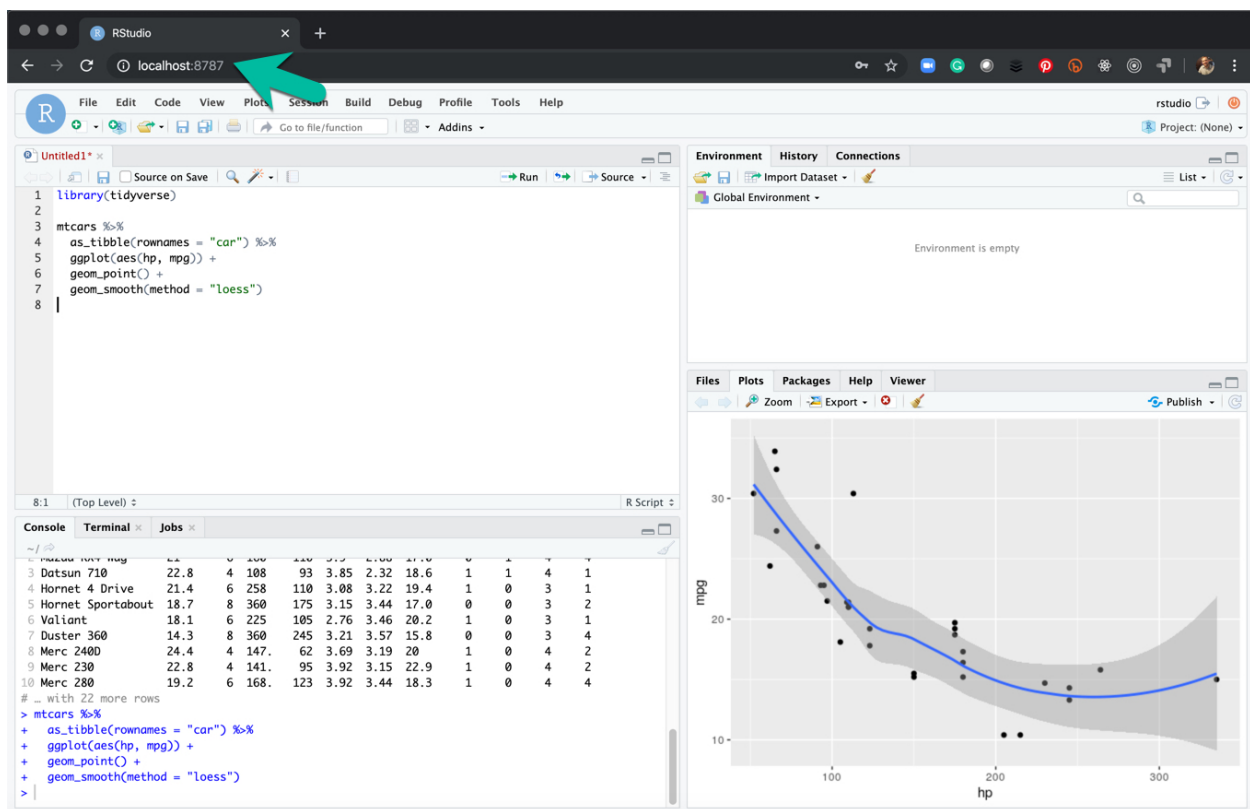 RStudio
localhost:8787
R
File Edit Code View Plots Session Build Debug Profile Tools Help
rstudio
Go to file/function
Addins
Project: (None)
Untitled1*
Source on Save
Run
Source
1 library(tidyverse)
2
3 mtcars %>%
4 as_tibble(rownames = "car") %>%
5 ggplot(aes(hp, mpg)) +
6 geom_point() +
7 geom_smooth(method = "loess")
8
8:1 (Top Level)
R Script
Console Terminal Jobs
~/
3 Datsun 710 22.8 4 108 93 3.85 2.32 18.6 1 1 4 1
4 Hornet 4 Drive 21.4 6 258 110 3.08 3.22 19.4 1 0 3 1
5 Hornet Sportabout 18.7 8 360 175 3.15 3.44 17.0 0 0 3 2
6 Valiant 18.1 6 225 105 2.76 3.46 20.2 1 0 3 1
7 Duster 360 14.3 8 360 245 3.21 3.57 15.8 0 0 3 4
8 Merc 240D 24.4 4 147. 62 3.69 3.19 20 1 0 4 2
9 Merc 230 22.8 4 141. 95 3.92 3.15 22.9 1 0 4 2
10 Merc 280 19.2 6 168. 123 3.92 3.44 18.3 1 0 4 4
# … with 22 more rows
> mtcars %>%
+ as_tibble(rownames = "car") %>%
+ ggplot(aes(hp, mpg)) +
+ geom_point() +
+ geom_smooth(method = "loess")
>
Environment History Connections
Import Dataset
List
Global Environment
Environment is empty
Files Plots Packages Help Viewer
Zoom Export
Publish
30
20
10
mpg
100 200 300
hp